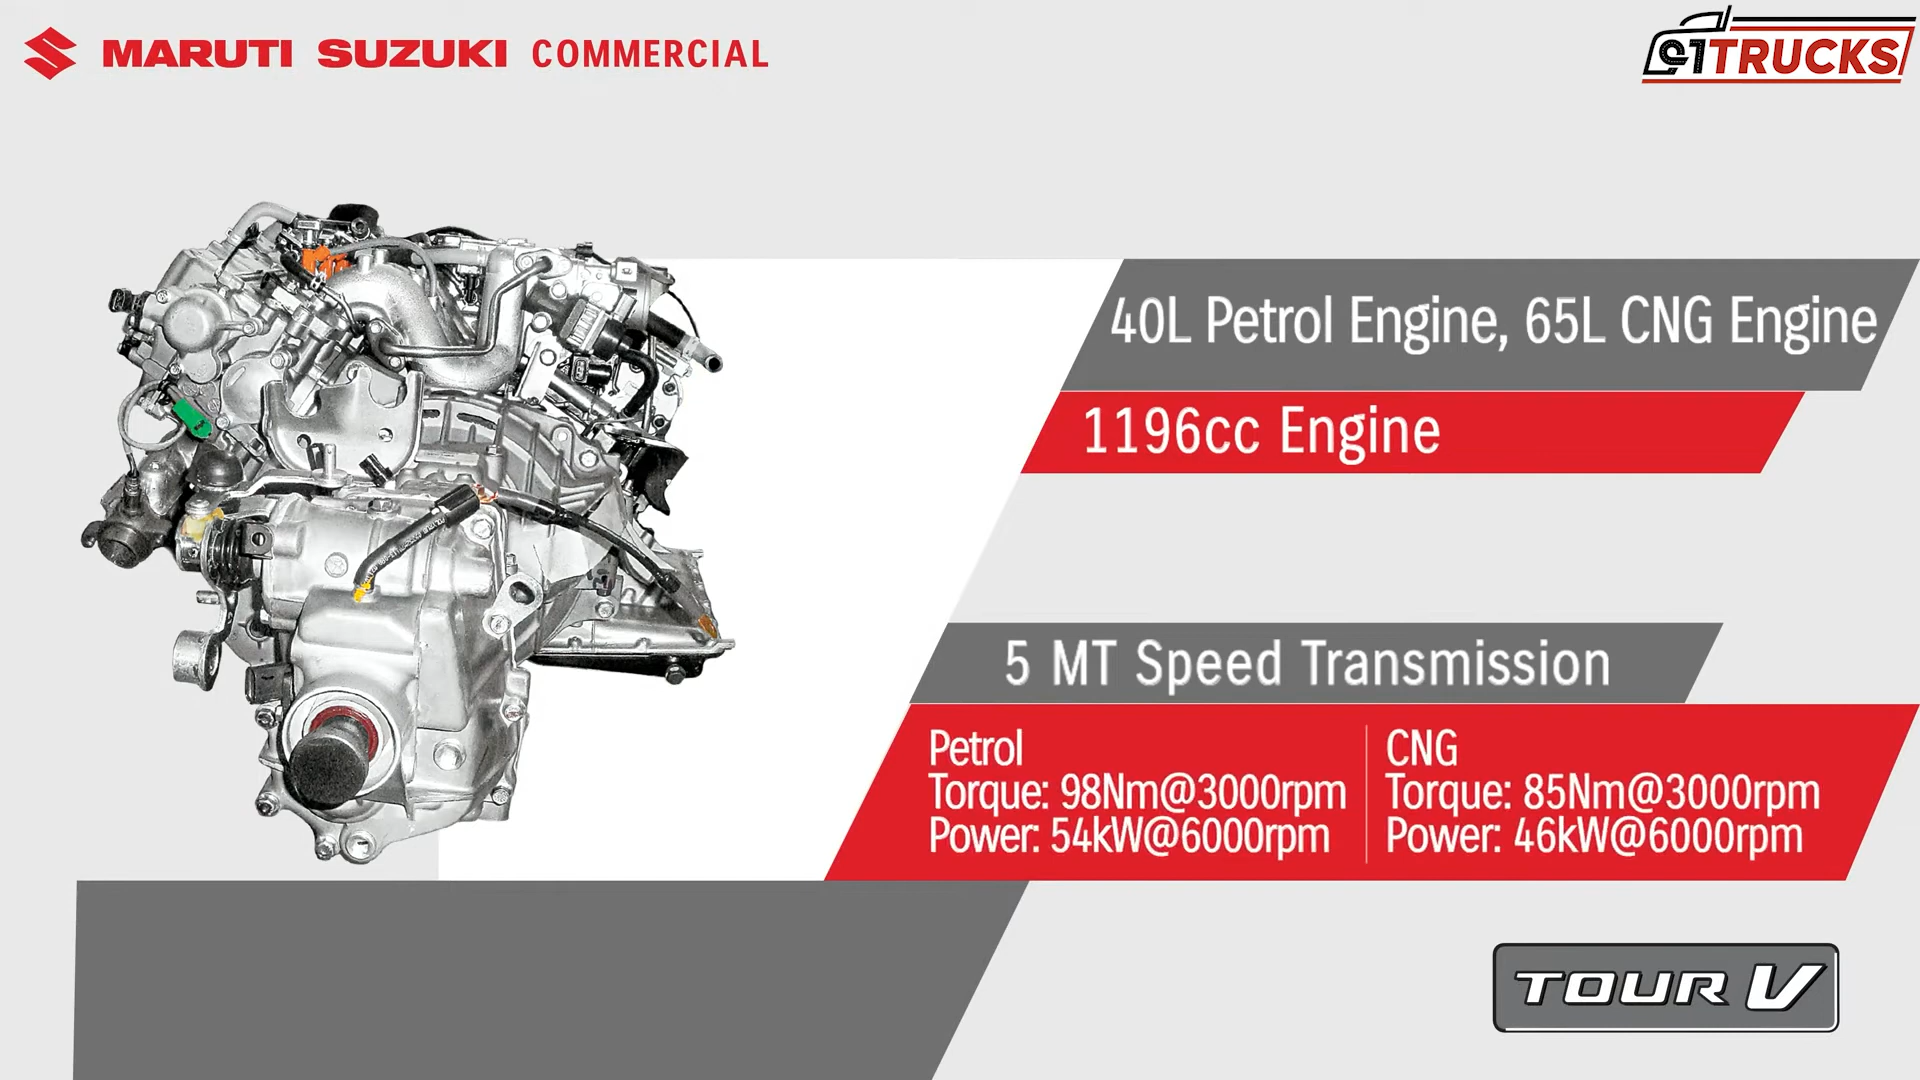 MARUTI SUZUKI COMMERCIAL
91TRUCKS
40L Petrol Engine, 65L CNG Engine
1196cc Engine
5 MT Speed Transmission
Petrol
Torque: 98Nm@3000rpm
Power: 54kW@6000rpm
CNG
Torque: 85Nm@3000rpm
Power: 46kW@6000rpm
TOUR V